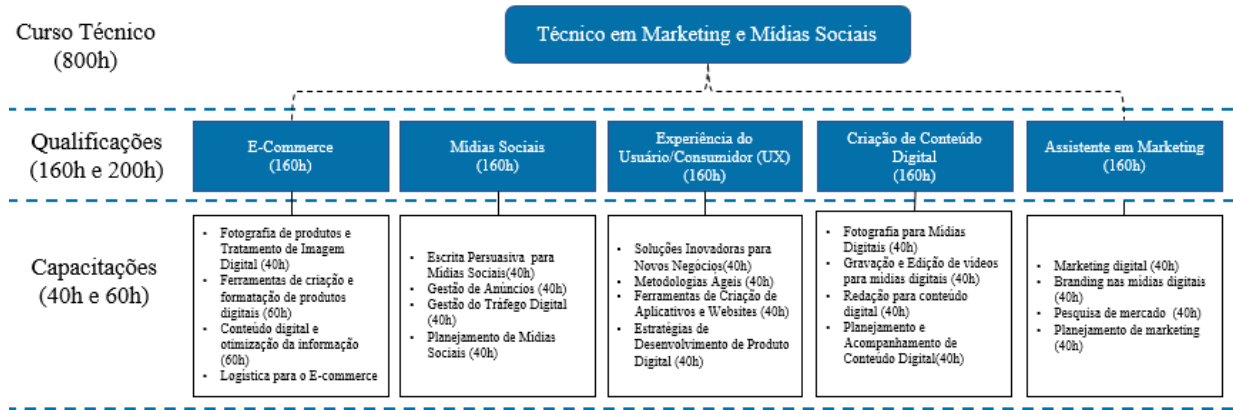 Curso Técnico
(800h)
Técnico em Marketing e Mídias Sociais
Qualificações
(160h e 200h)
E-Commerce
(160h)
Mídias Sociais
(160h)
Experiência do
Usuário/Consumidor (UX)
(160h)
Criação de Conteúdo
Digital
(160h)
Assistente em Marketing
(160h)
Capacitações
(40h e 60h)
• Fotografia de produtos e
Tratamento de Imagem
Digital (40h)
• Ferramentas de criação e
formatação de produtos
digitais (60h)
• Conteúdo digital e
otimização da informação
(60h)
• Logística para o E-commerce
• Escrita Persuasiva para
Mídias Sociais(40h)
• Gestão de Anúncios (40h)
• Gestão do Tráfego Digital
(40h)
• Planejamento de Mídias
Sociais (40h)
• Soluções Inovadoras para
Novos Negócios(40h)
• Metodologias Ageis (40h)
• Ferramentas de Criação de
Aplicativos e Websites (40h)
• Estratégias de
Desenvolvimento de Produto
Digital (40h)
• Fotografia para Mídias
Digitais (40h)
• Gravação e Edição de vídeos
para mídias digitais (40h)
• Redação para conteúdo
digital (40h)
• Planejamento e
Acompanhamento de
Conteúdo Digital(40h)
• Marketing digital (40h)
• Branding nas mídias digitais
(40h)
• Pesquisa de mercado (40h)
• Planejamento de marketing
(40h)